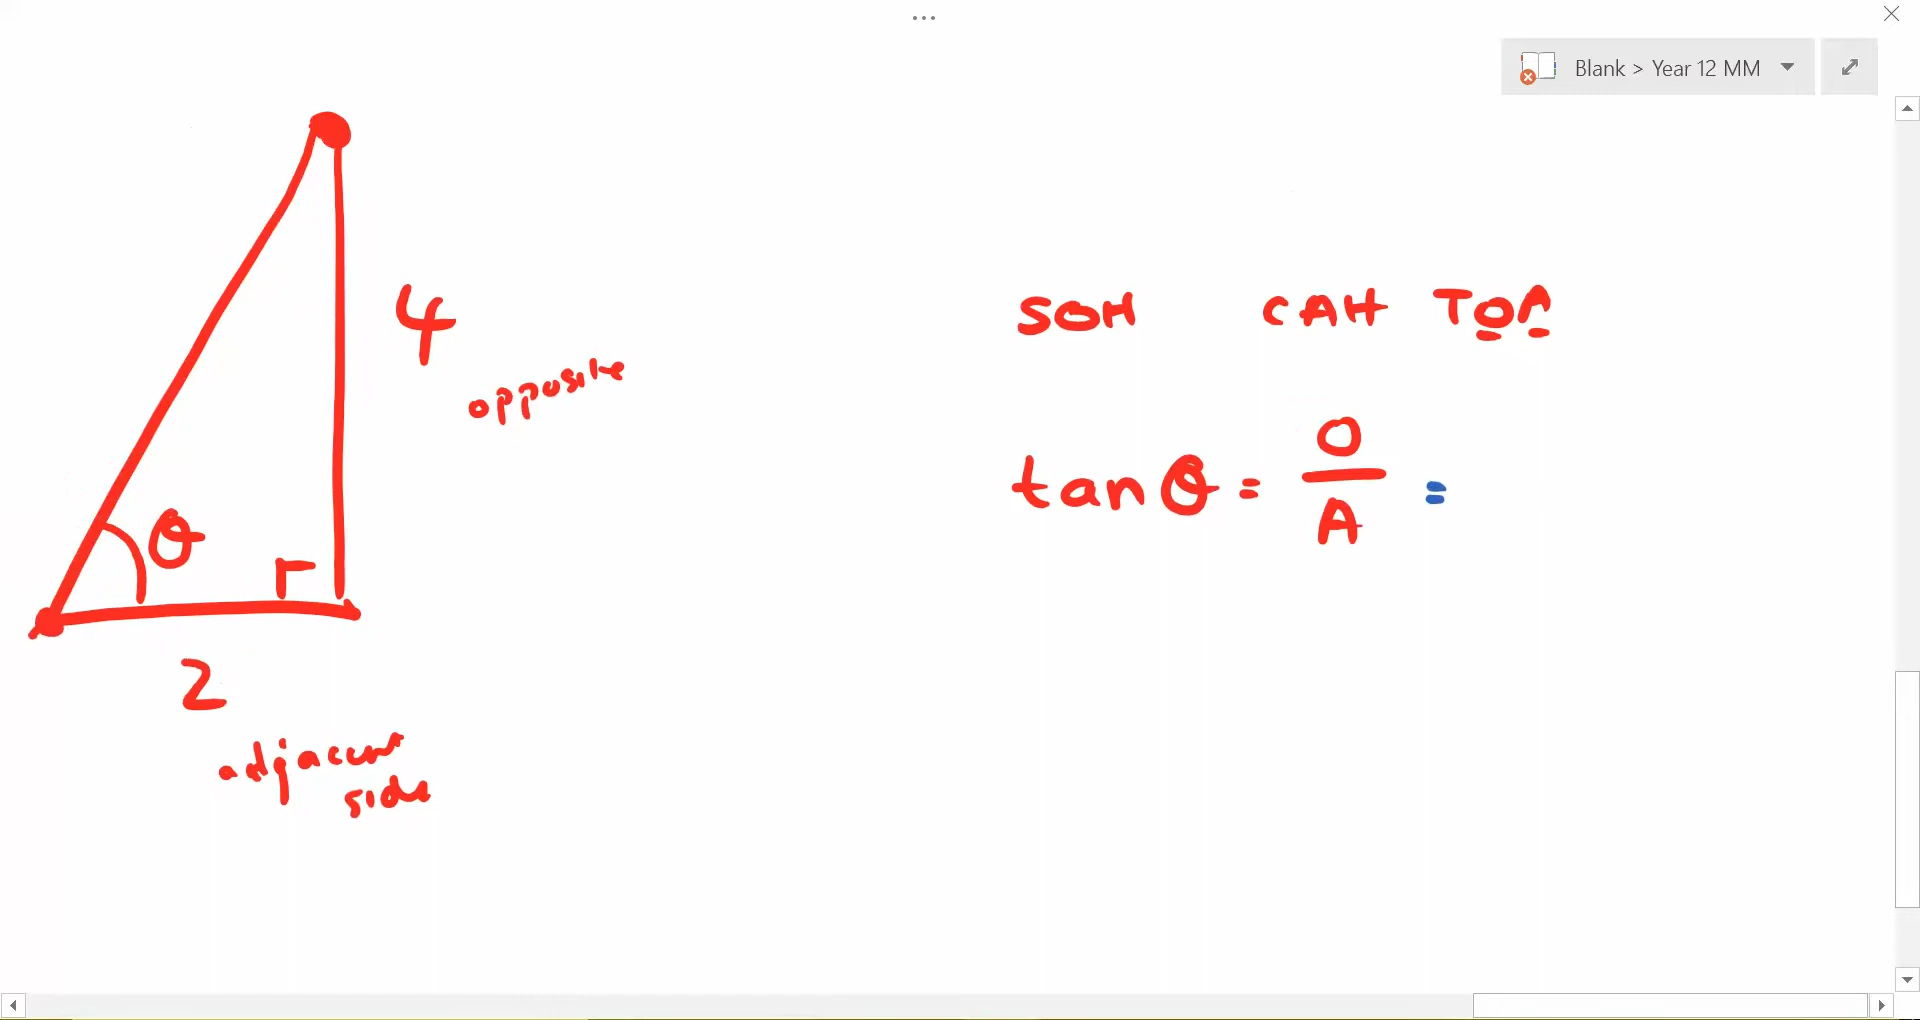 ...
Blank > Year 12 MM
4
opposite
θ
2
adjacent
side
SOH CAH TOA
tan θ = O/A =